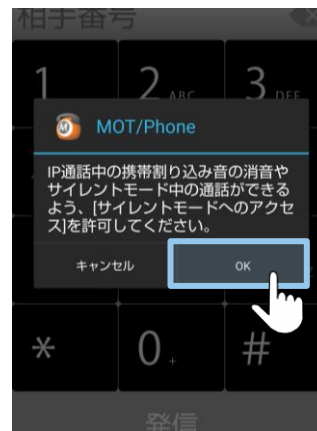 相手番号
1
2 ABC
3 DEF
MOT/Phone
IP通話中の携帯割り込み音の消音や
サイレントモード中の通話ができる
よう、[サイレントモードへのアクセ
ス]を許可してください。
キャンセル
OK
*
0 +
#
発信